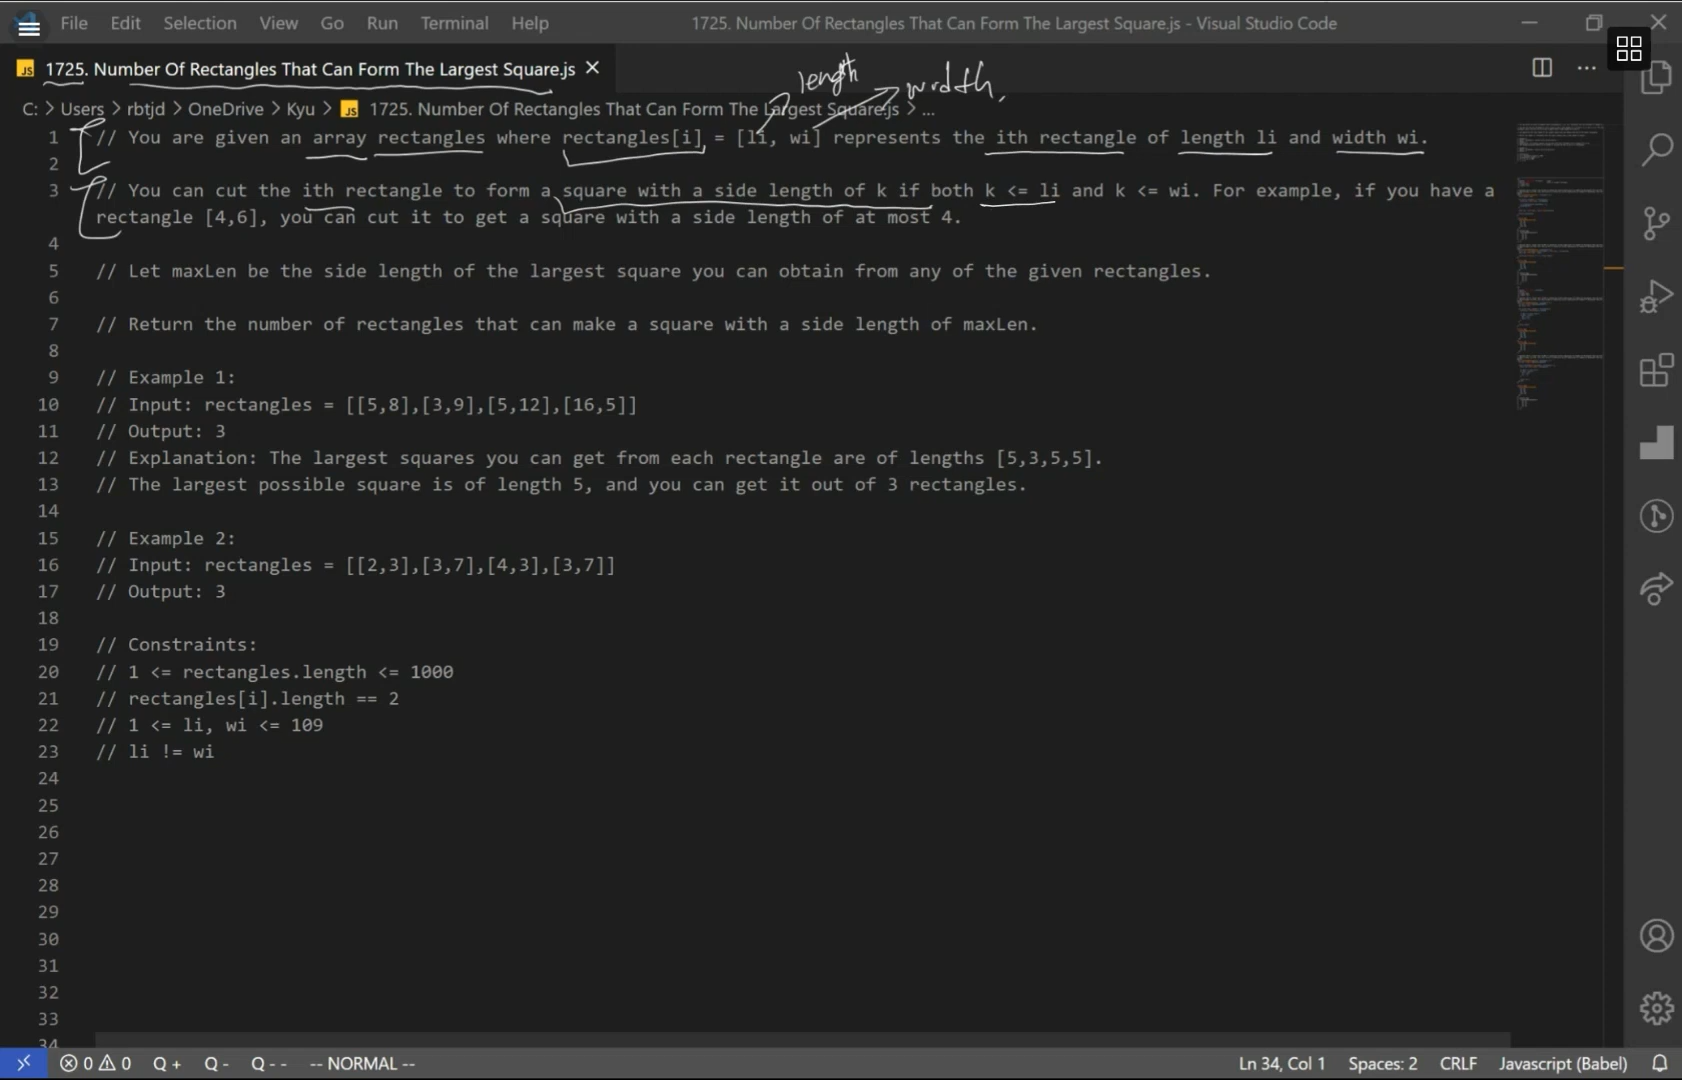 File Edit Selection View Go Run Terminal Help 1725. Number Of Rectangles That Can Form The Largest Square.js - Visual Studio Code
JS 1725. Number Of Rectangles That Can Form The Largest Square.js
length
width,
C: > Users > rbtjd > OneDrive > Kyu > JS 1725. Number Of Rectangles That Can Form The Largest Square.js > ...
1 // You are given an array rectangles where rectangles[i] = [li, wi] represents the ith rectangle of length li and width wi.
2
3 // You can cut the ith rectangle to form a square with a side length of k if both k <= li and k <= wi. For example, if you have a
rectangle [4,6], you can cut it to get a square with a side length of at most 4.
4
5 // Let maxLen be the side length of the largest square you can obtain from any of the given rectangles.
6
7 // Return the number of rectangles that can make a square with a side length of maxLen.
8
9 // Example 1:
10 // Input: rectangles = [[5,8],[3,9],[5,12],[16,5]]
11 // Output: 3
12 // Explanation: The largest squares you can get from each rectangle are of lengths [5,3,5,5].
13 // The largest possible square is of length 5, and you can get it out of 3 rectangles.
14
15 // Example 2:
16 // Input: rectangles = [[2,3],[3,7],[4,3],[3,7]]
17 // Output: 3
18
19 // Constraints:
20 // 1 <= rectangles.length <= 1000
21 // rectangles[i].length == 2
22 // 1 <= li, wi <= 109
23 // li != wi
24
25
26
27
28
29
30
31
32
33
34
0 0 Q + Q - Q - - -- NORMAL -- Ln 34, Col 1 Spaces: 2 CRLF Javascript (Babel)